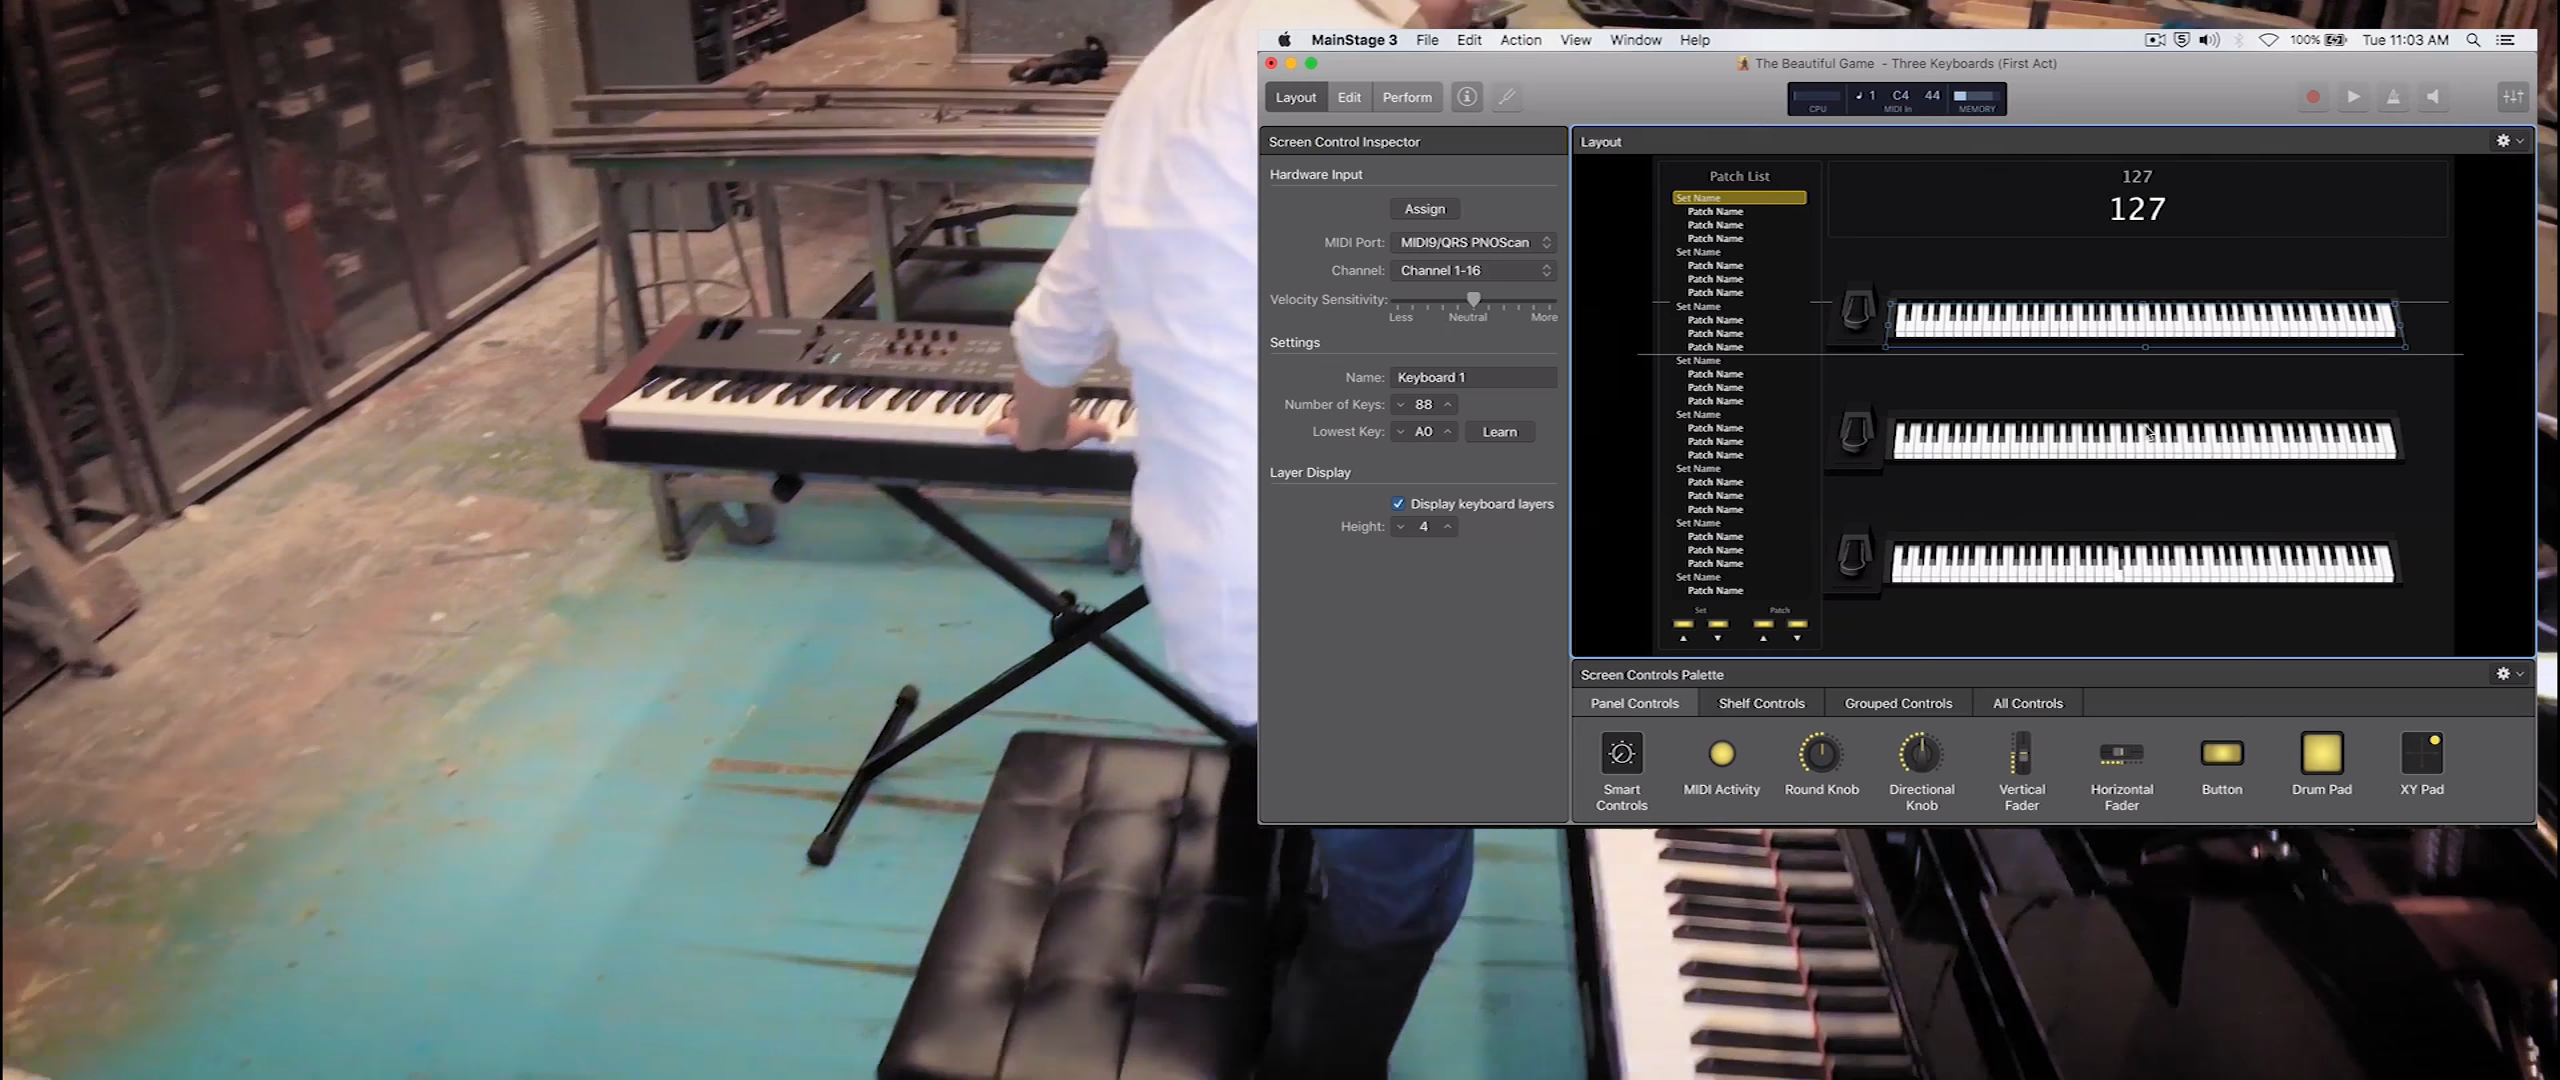 MainStage 3 File Edit Action View Window Help 100% Tue 11:03 AM
The Beautiful Game - Three Keyboards (First Act)
Layout Edit Perform
1 C4 44
CPU MIDI In MEMORY
Screen Control Inspector
Hardware Input
Assign
MIDI Port: MIDI9/QRS PNOScan
Channel: Channel 1-16
Velocity Sensitivity:
Less Neutral More
Settings
Name: Keyboard 1
Number of Keys: 88
Lowest Key: A0 Learn
Layer Display
Display keyboard layers
Height: 4
Layout
Patch List
Set Name
Patch Name
Patch Name
Patch Name
Set Name
Patch Name
Patch Name
Patch Name
Set Name
Patch Name
Patch Name
Patch Name
Set Name
Patch Name
Patch Name
Patch Name
Set Name
Patch Name
Patch Name
Patch Name
Set Name
Patch Name
Patch Name
Patch Name
Set Name
Patch Name
Patch Name
Patch Name
Set Name
Patch Name
Set Patch
127
127
Screen Controls Palette
Panel Controls Shelf Controls Grouped Controls All Controls
Smart Controls
MIDI Activity
Round Knob
Directional Knob
Vertical Fader
Horizontal Fader
Button
Drum Pad
XY Pad